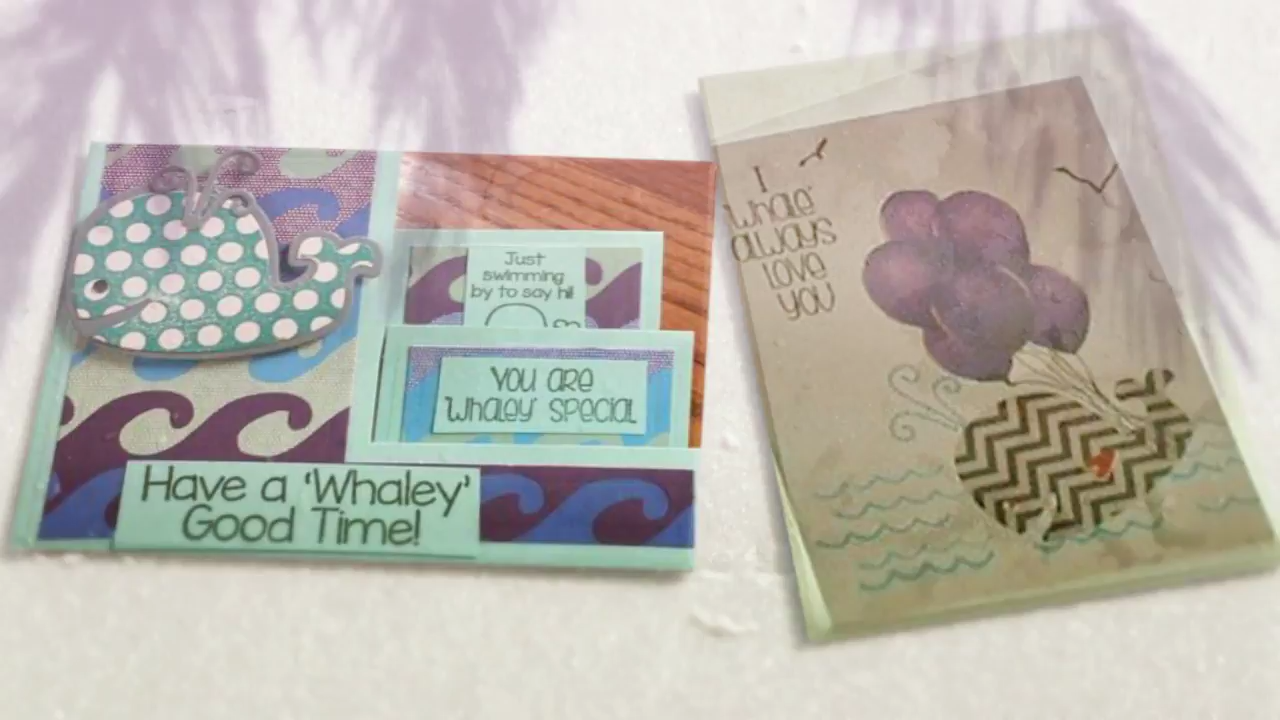 Just
swimming
by to say hi!
You are
'Whaley' Special
Have a 'Whaley'
Good Time!
I
'Whale'
Always
Love
You